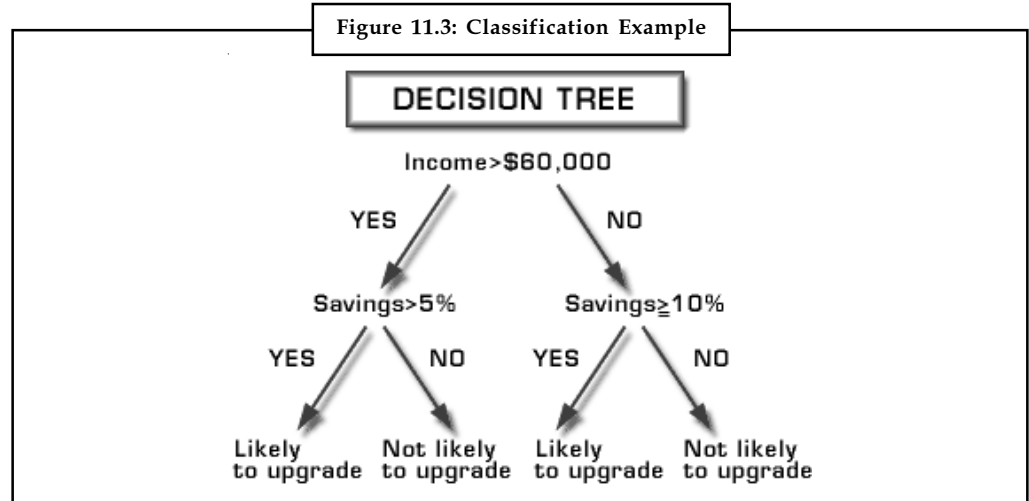 Figure 11.3: Classification Example
DECISION TREE
Income>$60,000
YES NO
Savings>5% Savings≧10%
YES NO YES NO
Likely to upgrade Not likely to upgrade Likely to upgrade Not likely to upgrade